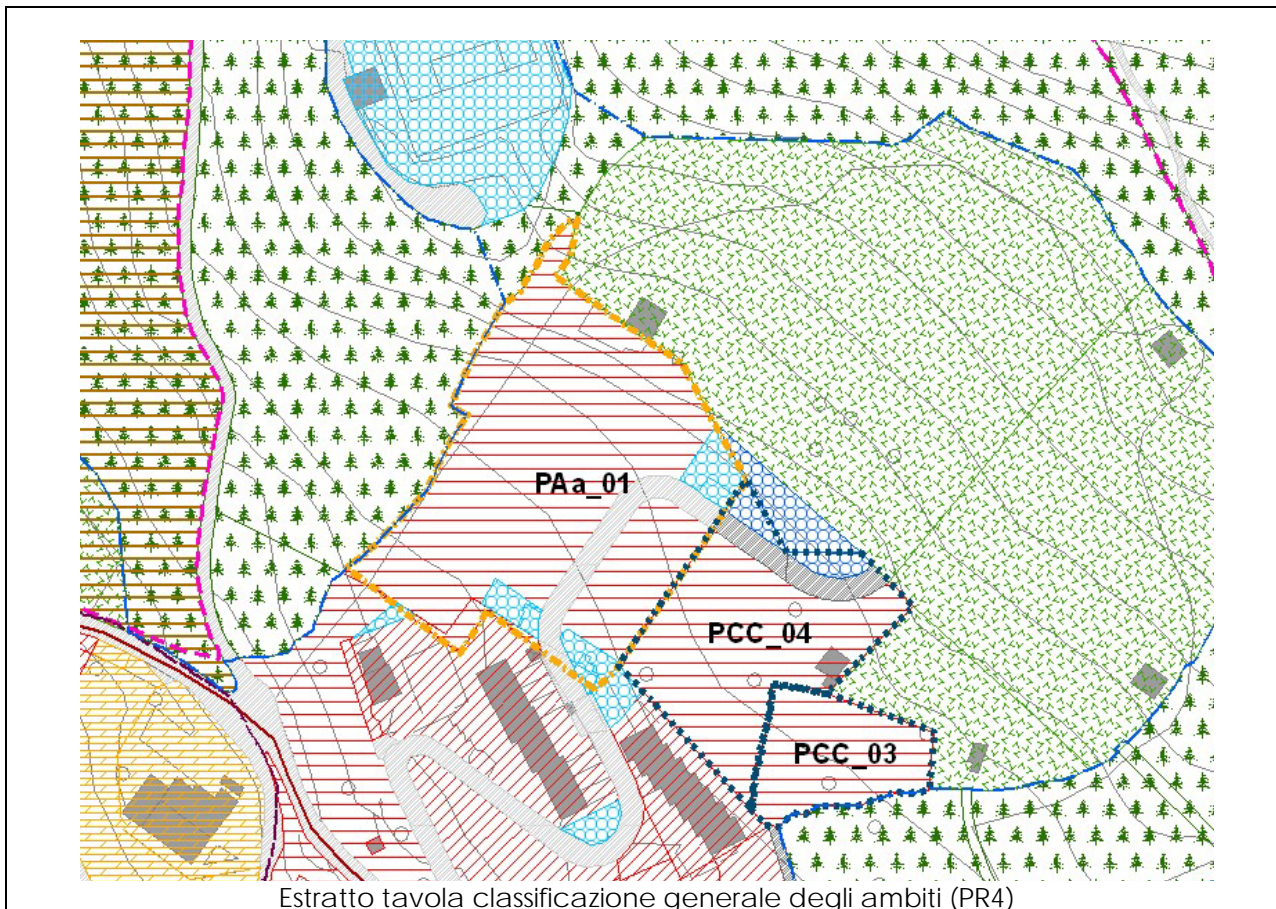 PAa_01
PCC_04
PCC_03
Estratto tavola classificazione generale degli ambiti (PR4)